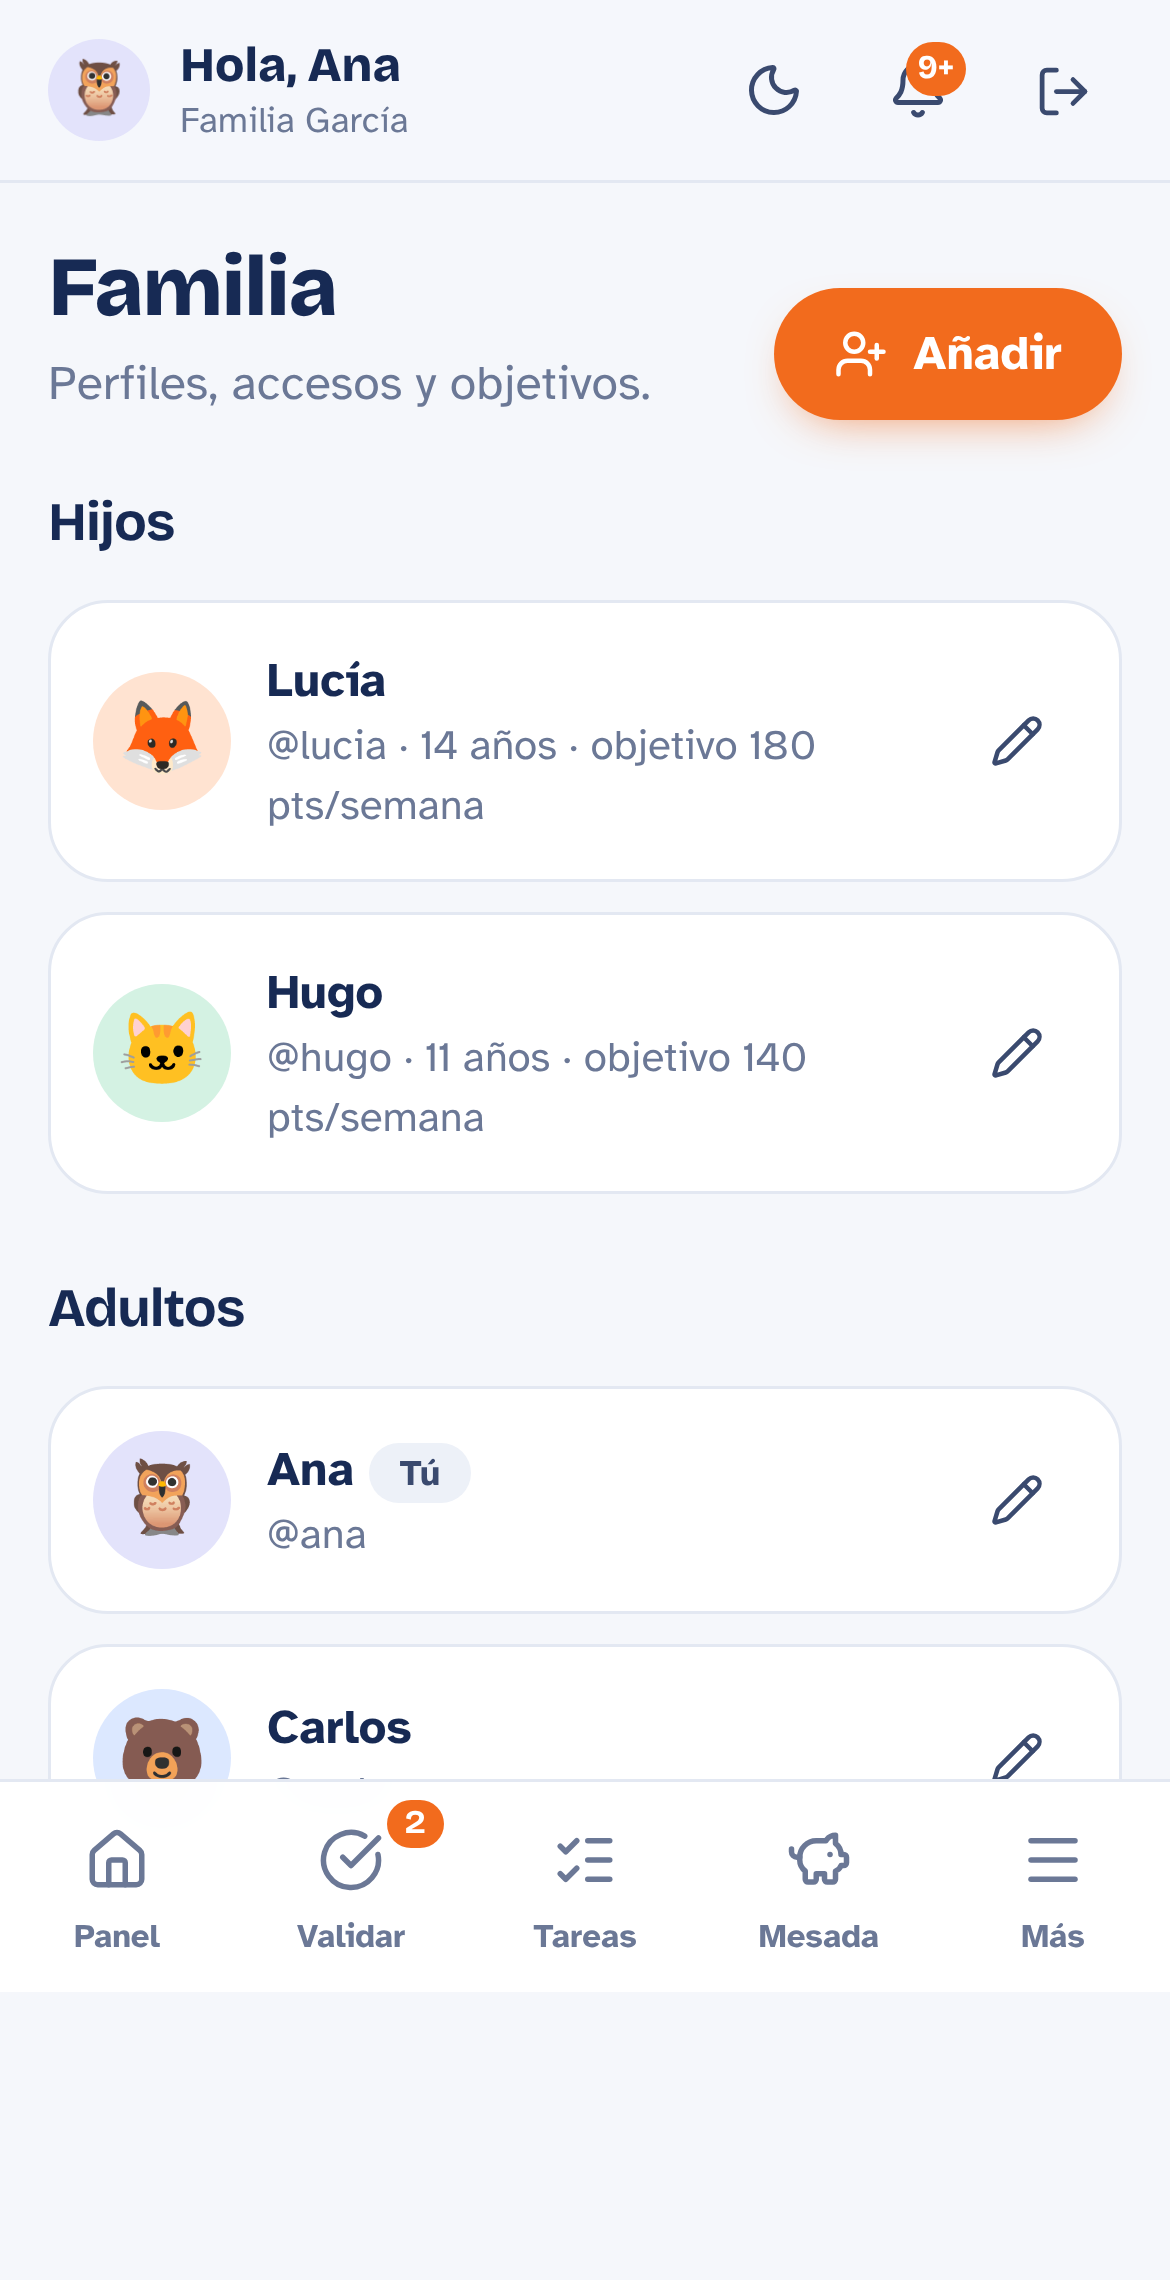 Hola, Ana
Familia García
9+
Familia
Perfiles, accesos y objetivos.
Añadir
Hijos
Lucía
@lucia · 14 años · objetivo 180
pts/semana
Hugo
@hugo · 11 años · objetivo 140
pts/semana
Adultos
Ana Tú
@ana
Carlos
2
Panel
Validar
Tareas
Mesada
Más